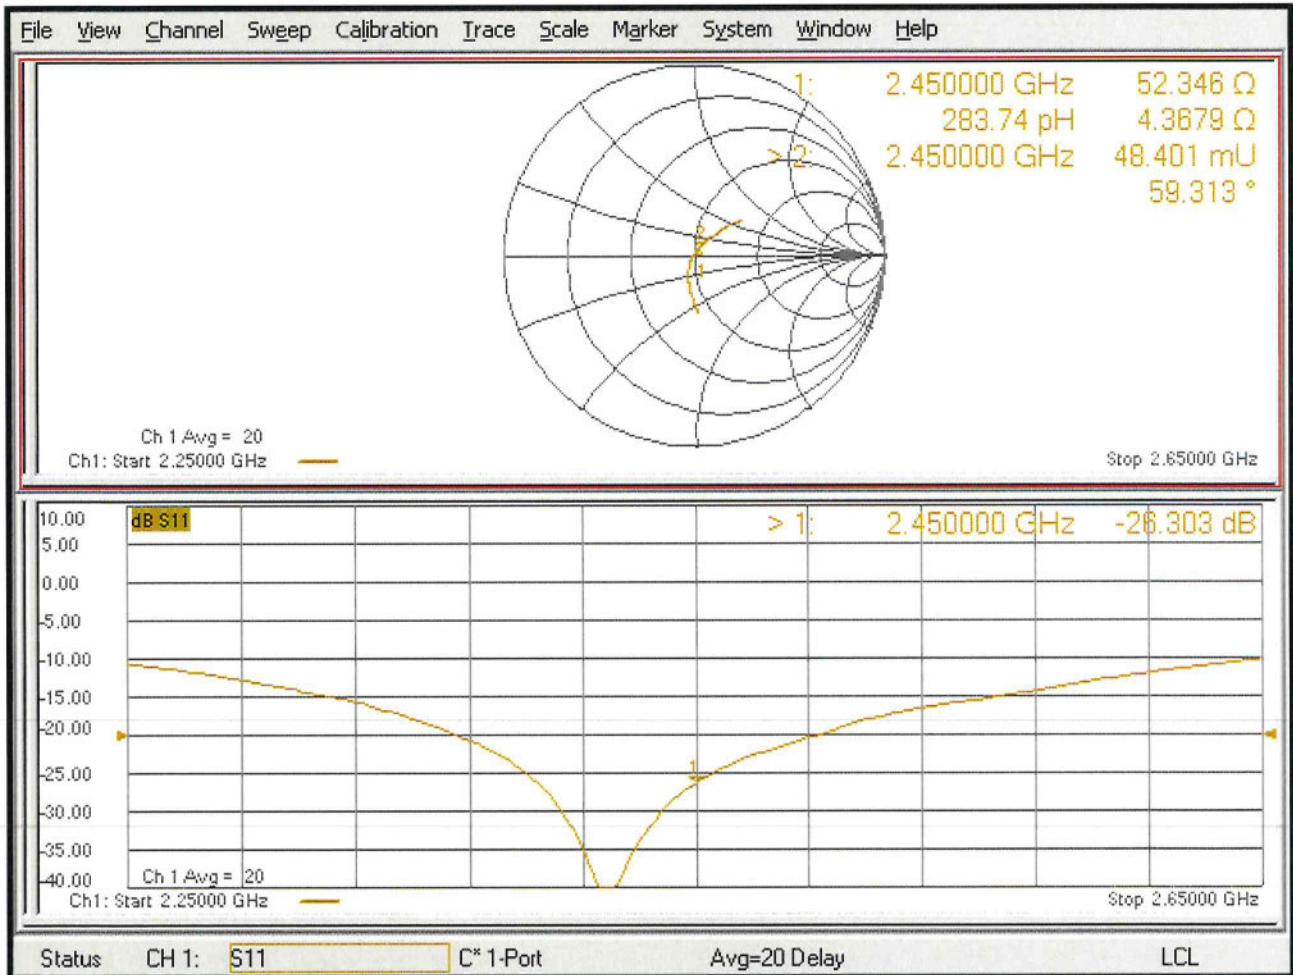 File View Channel Sweep Calibration Trace Scale Marker System Window Help
1: 2.450000 GHz 52.346 Ω
283.74 pH 4.3679 Ω
> 2: 2.450000 GHz 48.401 mU
59.313 °
2
1
Ch 1 Avg = 20
Ch1: Start 2.25000 GHz Stop 2.65000 GHz
10.00 dB S11 > 1: 2.450000 GHz -26.303 dB
5.00
0.00
-5.00
-10.00
-15.00
-20.00
-25.00 1
-30.00
-35.00
-40.00 Ch 1 Avg = 20
Ch1: Start 2.25000 GHz Stop 2.65000 GHz
Status CH 1: S11 C* 1-Port Avg=20 Delay LCL